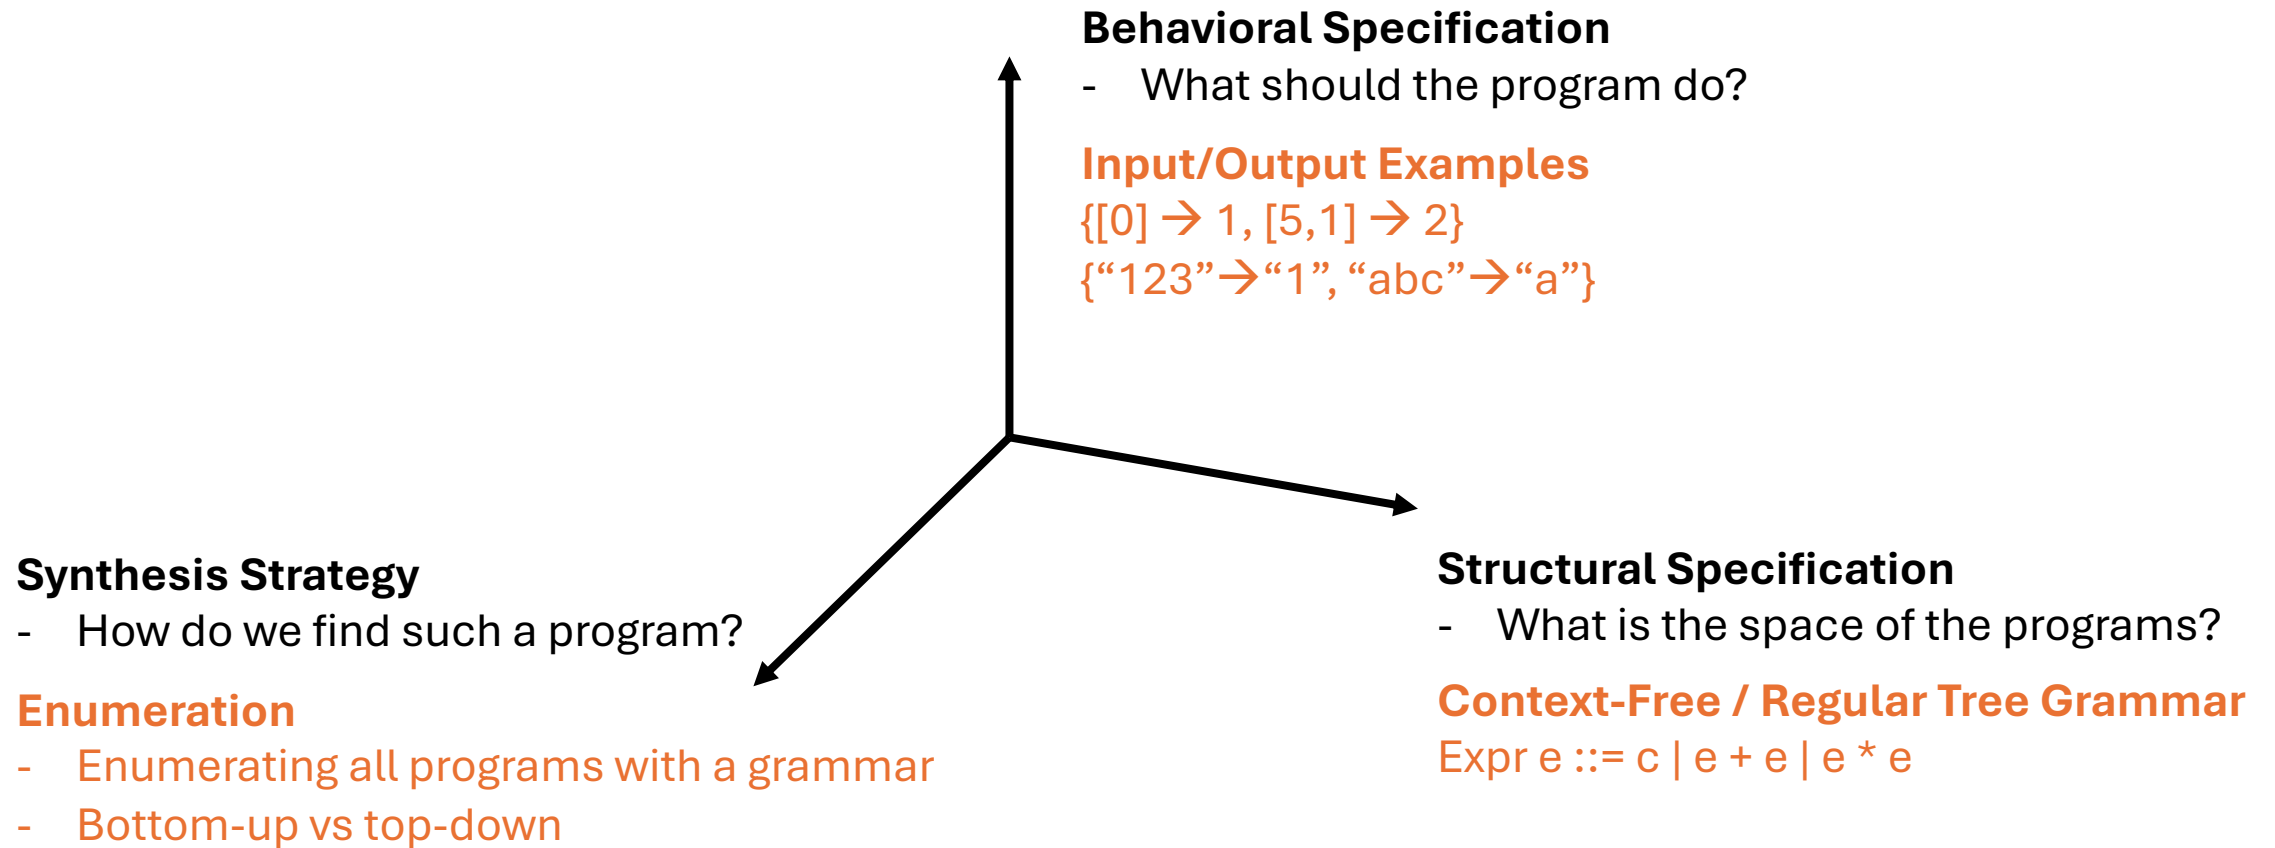 Behavioral Specification
- What should the program do?
Input/Output Examples
{[0] → 1, [5,1] → 2}
{“123”→“1”, “abc”→“a”}
Synthesis Strategy
- How do we find such a program?
Enumeration
- Enumerating all programs with a grammar
- Bottom-up vs top-down
Structural Specification
- What is the space of the programs?
Context-Free / Regular Tree Grammar
Expr e ::= c | e + e | e * e